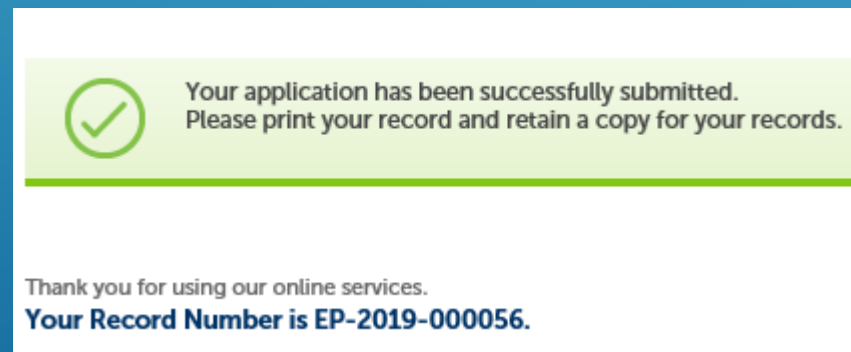 Your application has been successfully submitted.
Please print your record and retain a copy for your records.
Thank you for using our online services.
Your Record Number is EP-2019-000056.